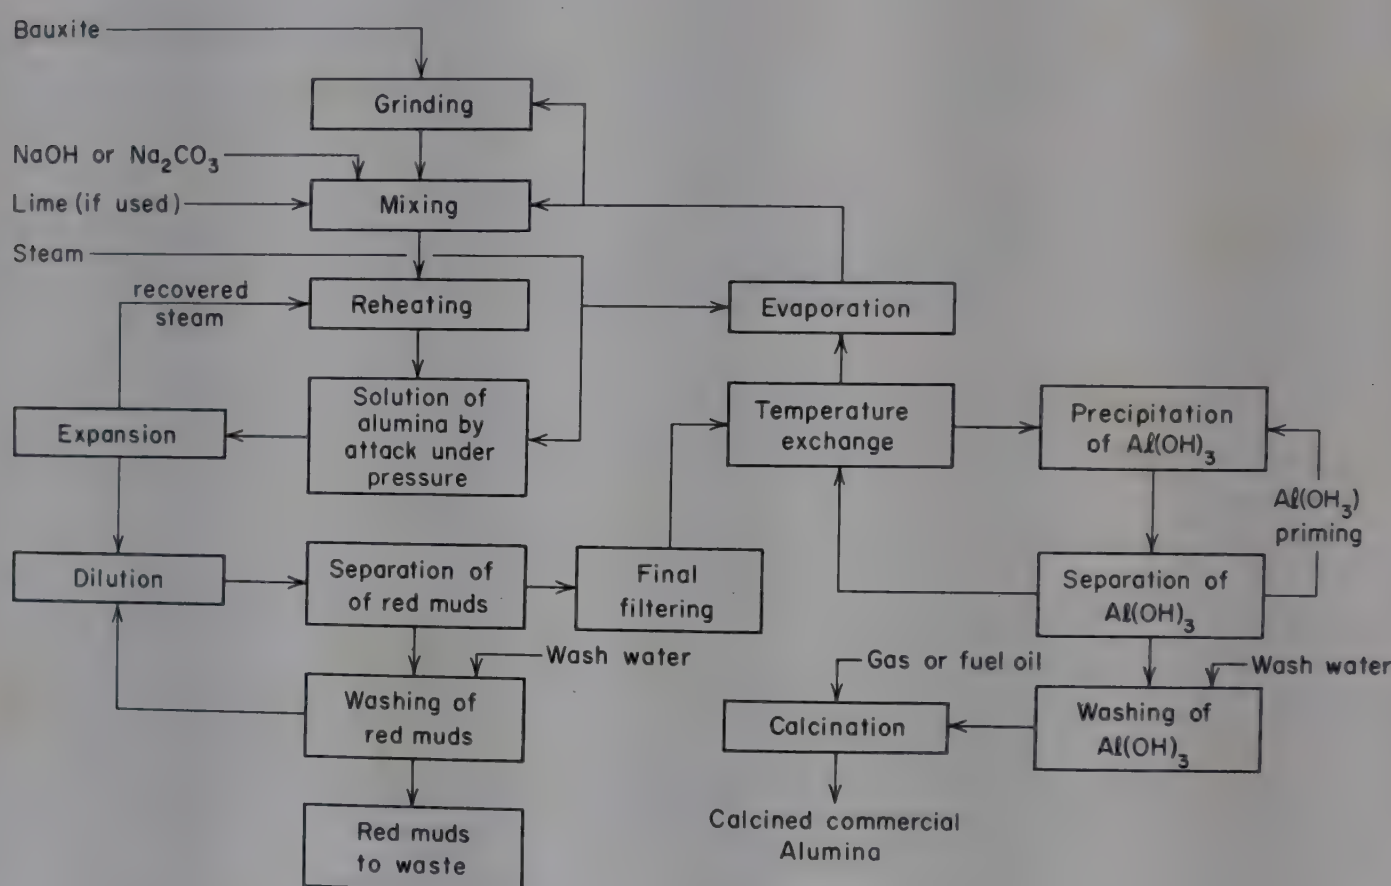 Bauxite
Grinding
NaOH or Na₂CO₃
Lime (if used)
Mixing
Steam
recovered
steam
Reheating
Evaporation
Solution of
alumina by
attack under
pressure
Expansion
Temperature
exchange
Precipitation
of Al(OH)₃
Al(OH₃)
priming
Dilution
Separation of
of red muds
Final
filtering
Separation of
Al(OH)₃
Wash water
Gas or fuel oil
Wash water
Washing of
red muds
Calcination
Washing of
Al(OH)₃
Red muds
to waste
Calcined commercial
Alumina